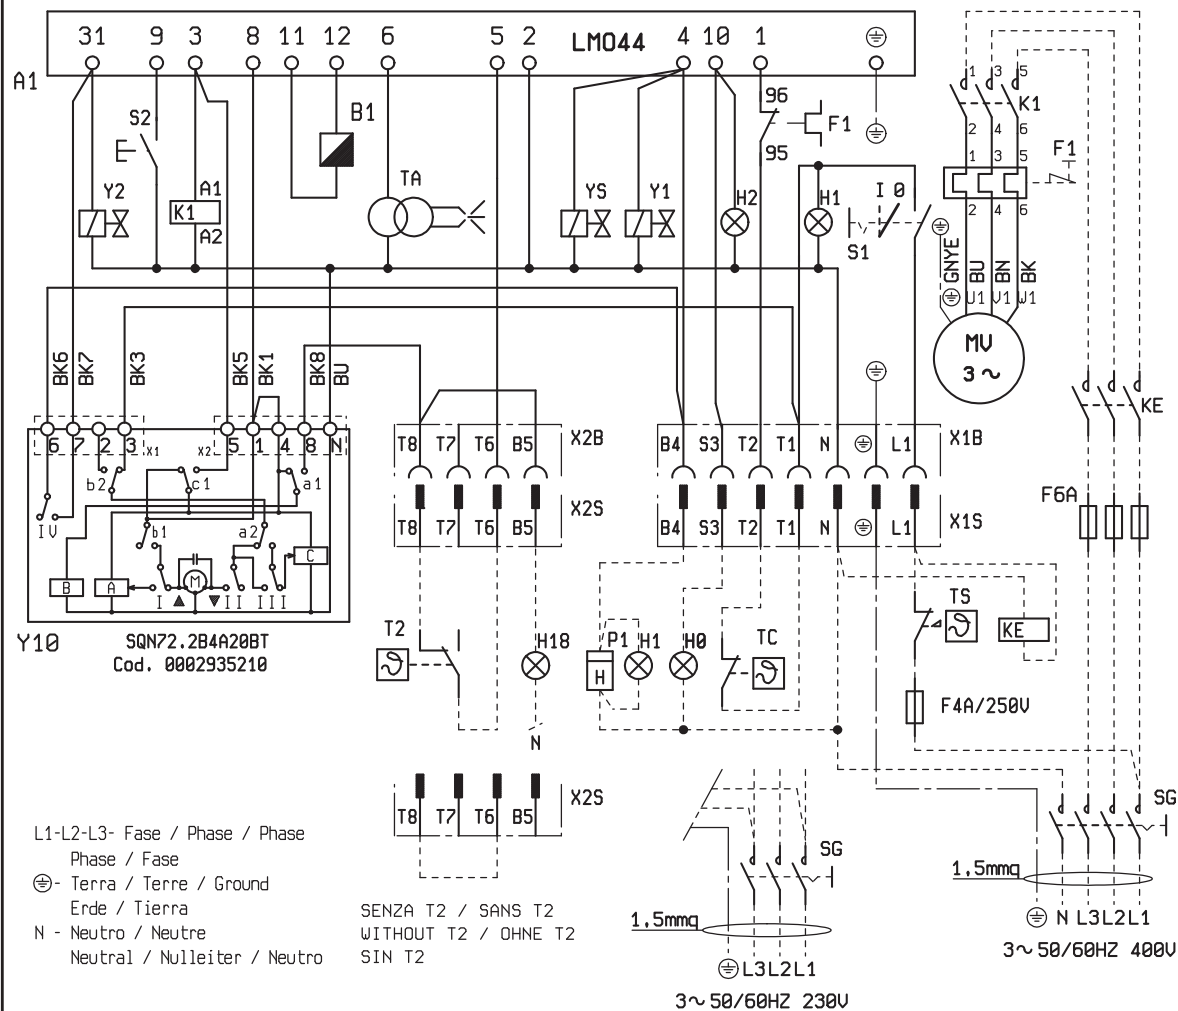 31 9 3 8 11 12 6 5 2 LMO44 4 10 1
A1
S2 B1 96 F1 95
1 3 5 K1
2 4 6
1 3 5 F1
2 4 6
Y2 A1 K1 A2 TA YS Y1 H2 H1 I 0 S1
GNYE BU BN BK
U1 V1 W1
MV
3~
BK6 BK7 BK3 BK5 BK1 BK8 BU
6 7 2 3 X1 X2 5 1 4 8 N
T8 T7 T6 B5 X2B
B4 S3 T2 T1 N L1 X1B
KE
b2 c1 a1
IV b1 a2 C
X2S
T8 T7 T6 B5
X1S
B4 S3 T2 T1 N L1
F6A
B A I M II III
Y10
SQN72.2B4A20BT
Cod. 0002935210
T2 H18
P1 H1 H0 TC
H
TS KE
F4A/250V
N
T8 T7 T6 B5 X2S
SG
SG
1,5mmq
N L3L2L1
3~ 50/60HZ 400V
1,5mmq
L3L2L1
3~ 50/60HZ 230V
L1-L2-L3- Fase / Phase / Phase
Phase / Fase
- Terra / Terre / Ground
Erde / Tierra
N - Neutro / Neutre
Neutral / Nulleiter / Neutro
SENZA T2 / SANS T2
WITHOUT T2 / OHNE T2
SIN T2